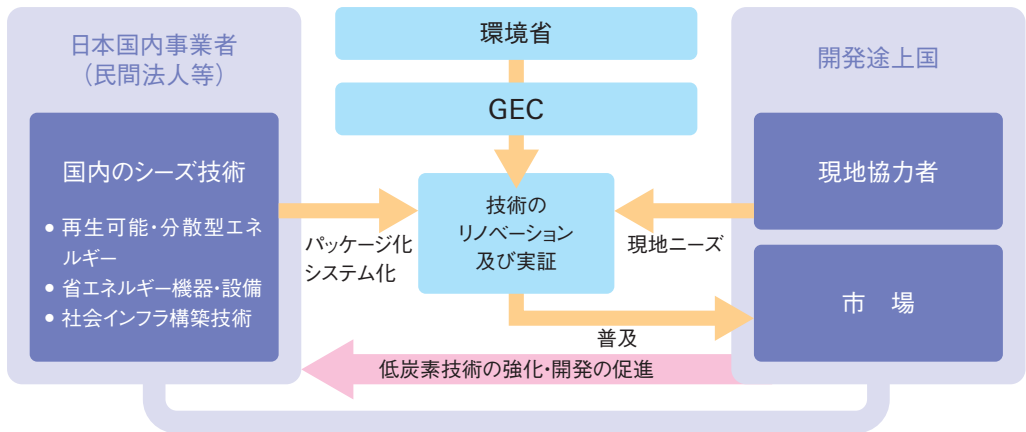 日本国内事業者
(民間法人等)
国内のシーズ技術
• 再生可能・分散型エネ
ルギー
• 省エネルギー機器・設備
• 社会インフラ構築技術
環境省
GEC
技術の
リノベーション
及び実証
パッケージ化
システム化
現地ニーズ
普及
低炭素技術の強化・開発の促進
開発途上国
現地協力者
市　場